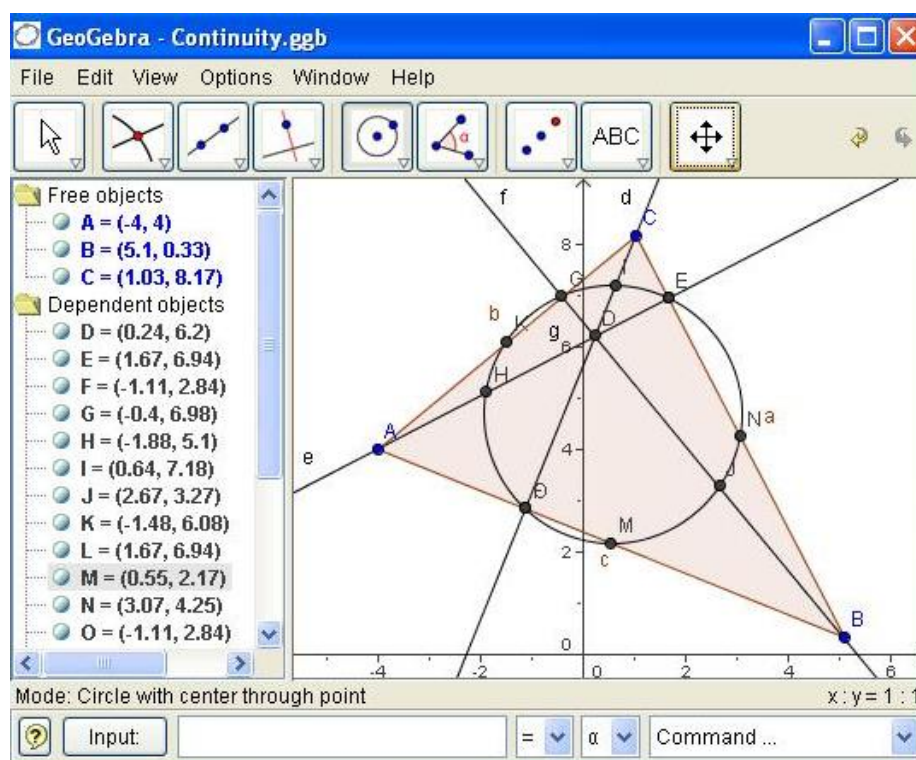 GeoGebra - Continuity.ggb
File Edit View Options Window Help
α ABC
Free objects
A = (-4, 4)
B = (5.1, 0.33)
C = (1.03, 8.17)
Dependent objects
D = (0.24, 6.2)
E = (1.67, 6.94)
F = (-1.11, 2.84)
G = (-0.4, 6.98)
H = (-1.88, 5.1)
I = (0.64, 7.18)
J = (2.67, 3.27)
K = (-1.48, 6.08)
L = (1.67, 6.94)
M = (0.55, 2.17)
N = (3.07, 4.25)
O = (-1.11, 2.84)
f d
C
8
G I E
b K g D
6
H
A
N a
4
e
J
M
2
c
B
0
-4 -2 0 2 4 6
Mode: Circle with center through point x : y = 1 : 1
Input: = α Command ...